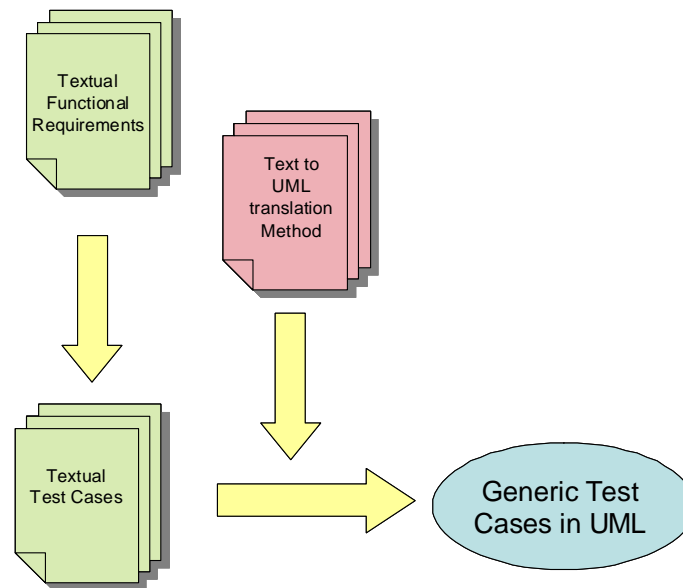 Textual
Functional
Requirements
Text to
UML
translation
Method
Textual
Test Cases
Generic Test
Cases in UML